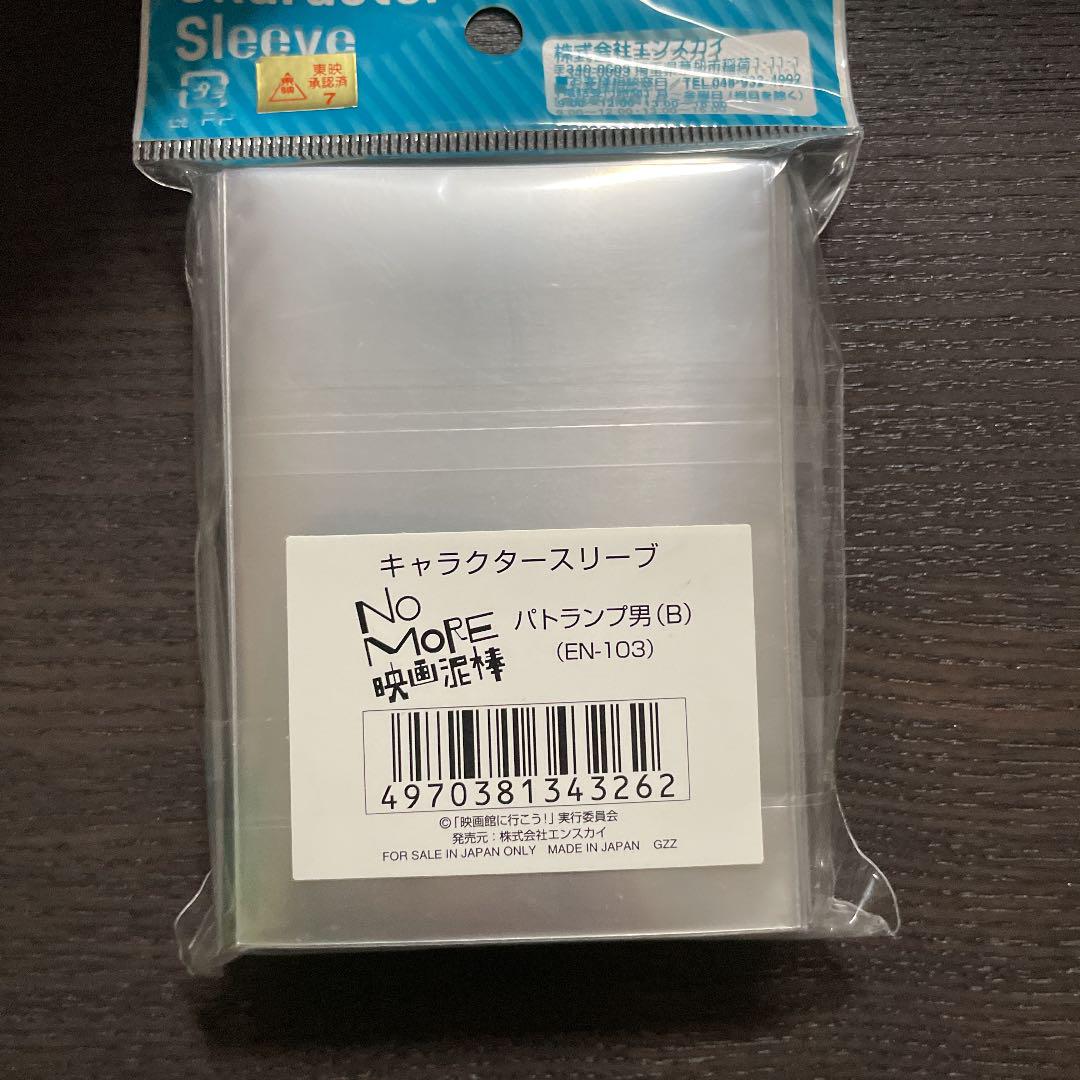 Character
Sleeve
東映
承認済
7
株式会社エンスカイ
キャラクタースリーブ
NO
MORE
映画泥棒
パトランプ男(B)
(EN-103)
4970381343262
©「映画館に行こう!」実行委員会
発売元:株式会社エンスカイ
FOR SALE IN JAPAN ONLY MADE IN JAPAN GZZ